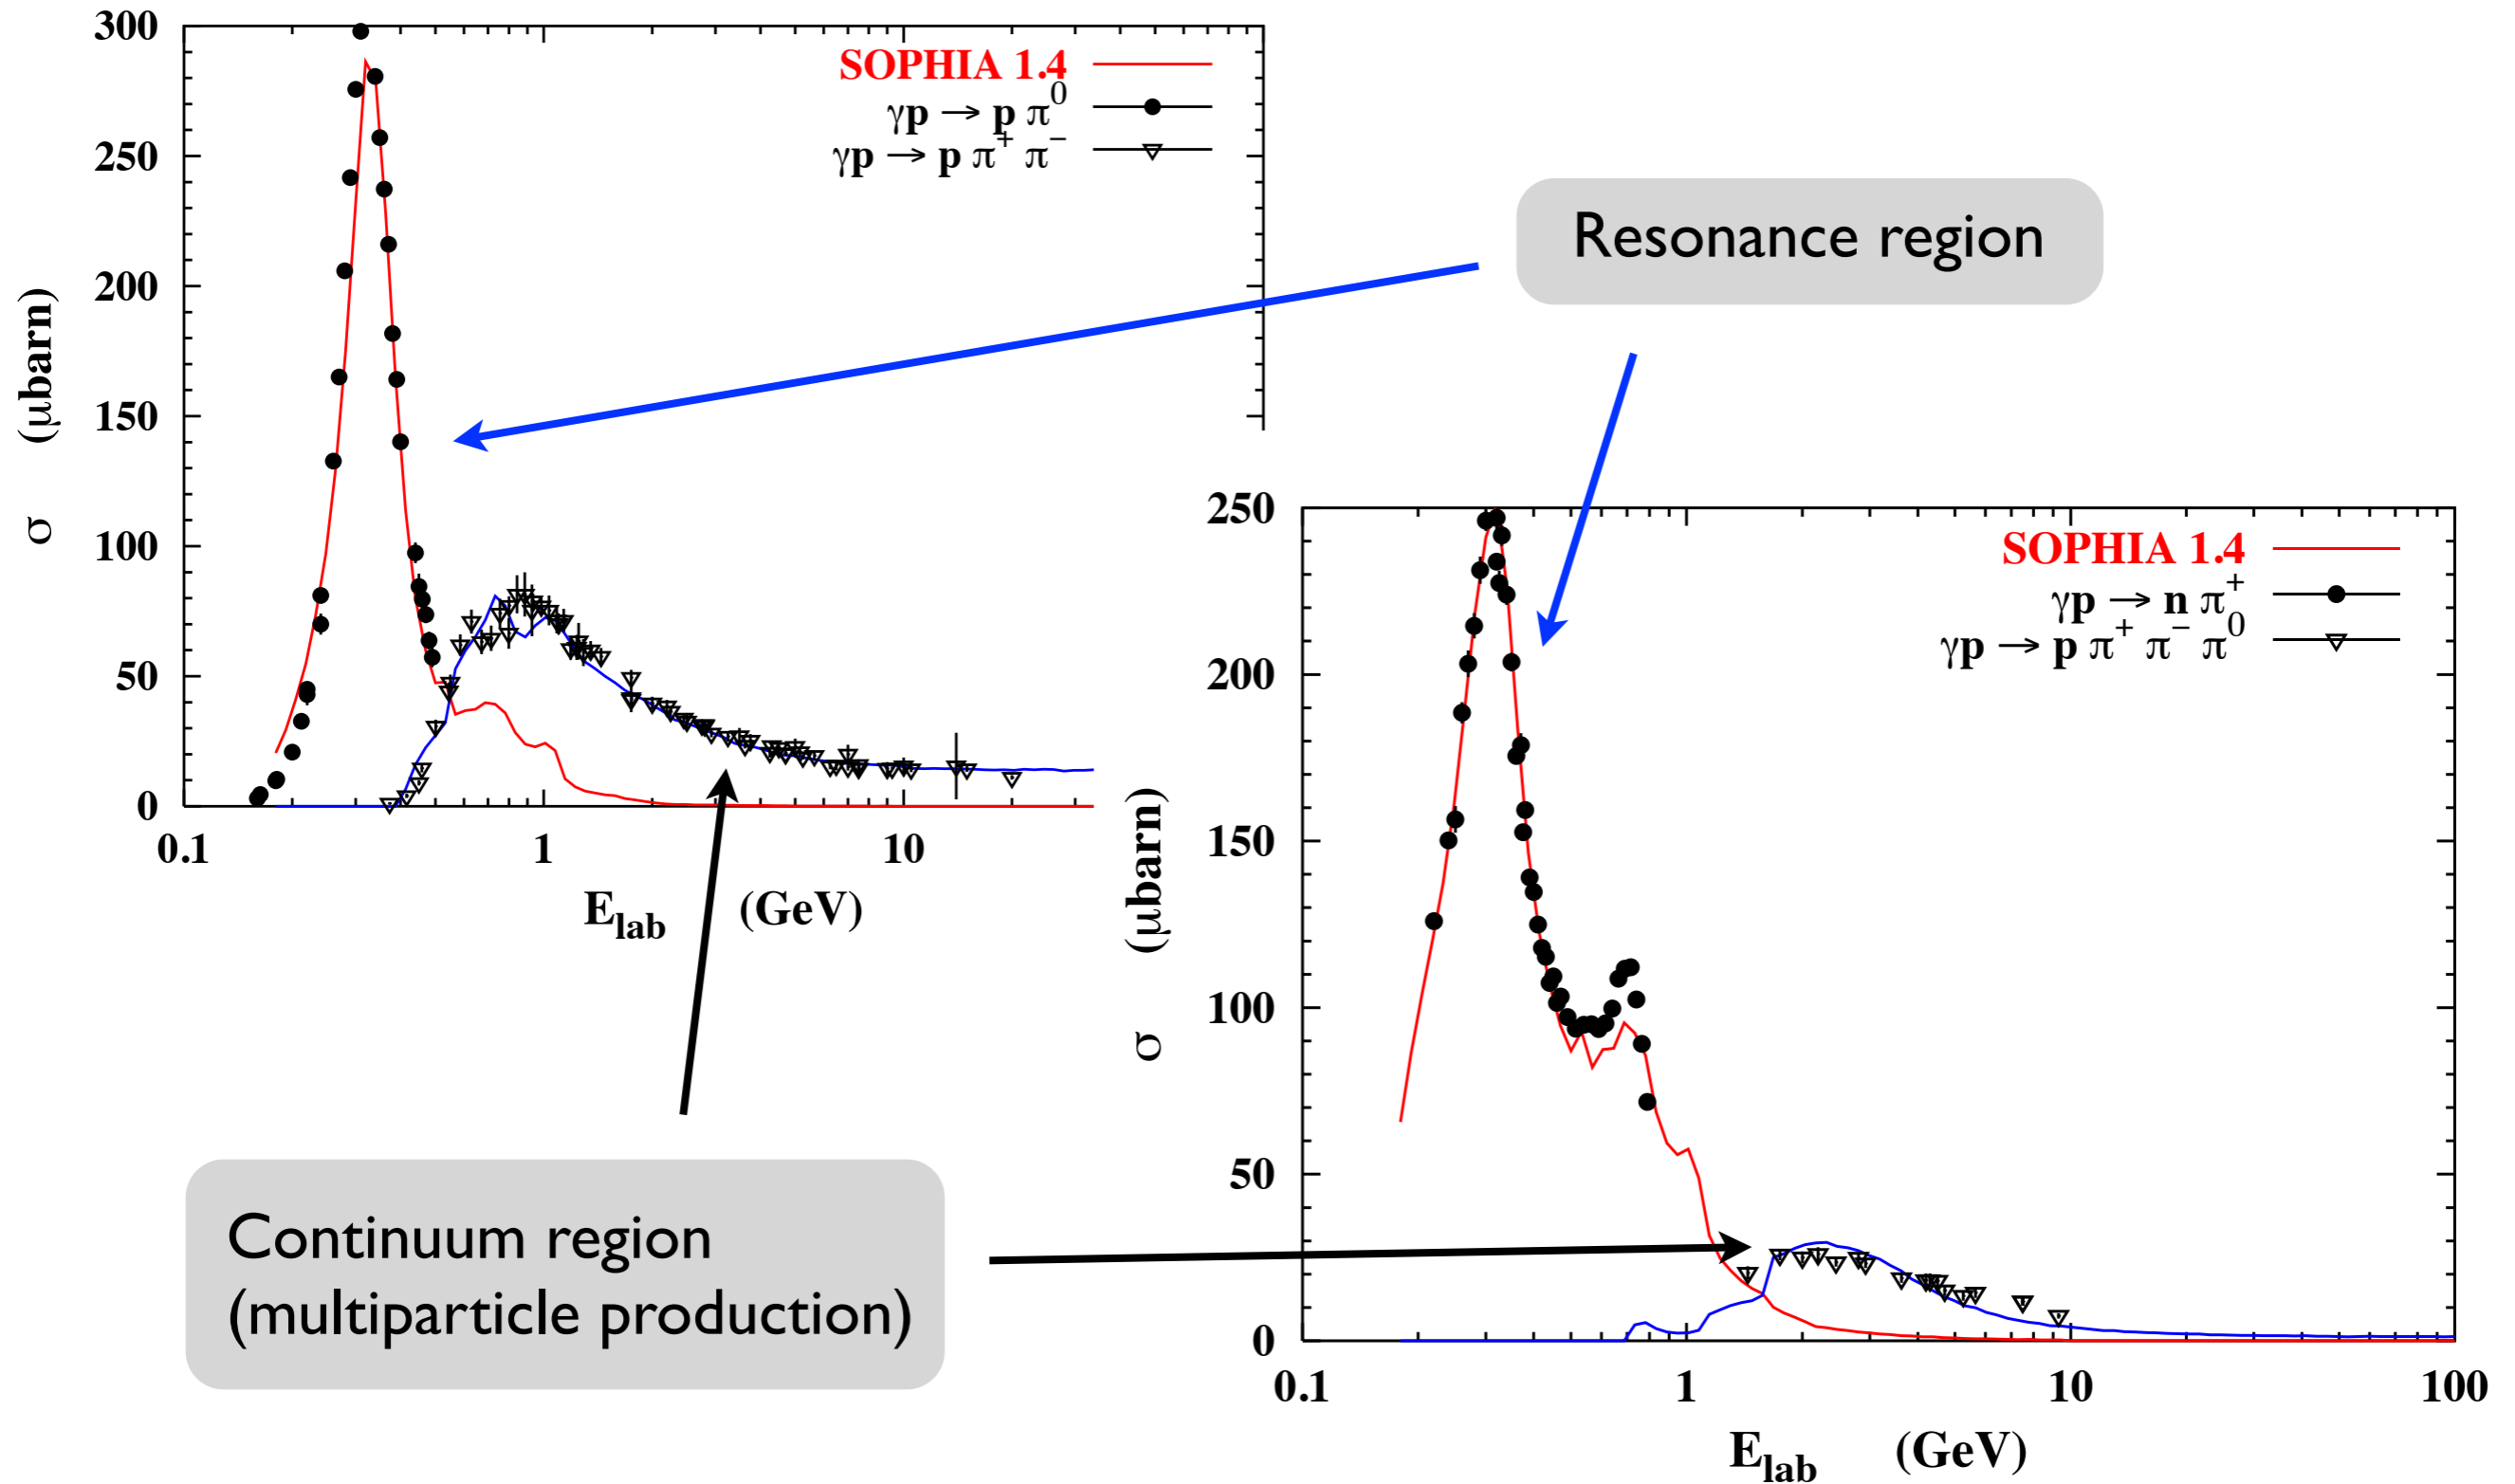 300
250
200
150
100
50
0
σ (μbarn)
SOPHIA 1.4
γp → p π⁰
γp → p π⁺ π⁻
0.1 1 10
E_lab (GeV)
Resonance region
250
200
150
100
50
0
σ (μbarn)
SOPHIA 1.4
γp → n π⁺
γp → p π⁺ π⁻ π⁰
0.1 1 10 100
E_lab (GeV)
Continuum region
(multiparticle production)